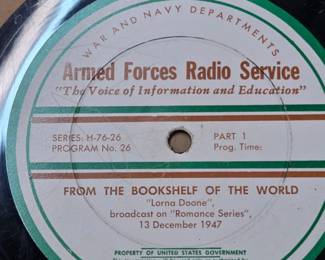 WAR AND NAVY DEPARTMENTS
Armed Forces Radio Service
"The Voice of Information and Education"
SERIES: H-76-26
PART 1
PROGRAM No. 26
Prog. Time:
FROM THE BOOKSHELF OF THE WORLD
"Lorna Doone",
broadcast on "Romance Series",
13 December 1947
PROPERTY OF UNITED STATES GOVERNMENT